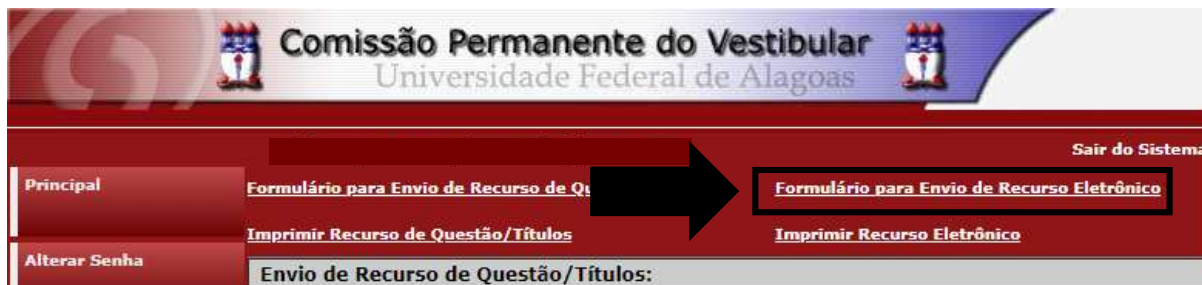 Comissão Permanente do Vestibular
Universidade Federal de Alagoas
Sair do Sistema
Principal
Formulário para Envio de Recurso de Formulário para Envio de Recurso Eletrônico
Imprimir Recurso de Questão/Títulos Imprimir Recurso Eletrônico
Alterar Senha
Envio de Recurso de Questão/Títulos: